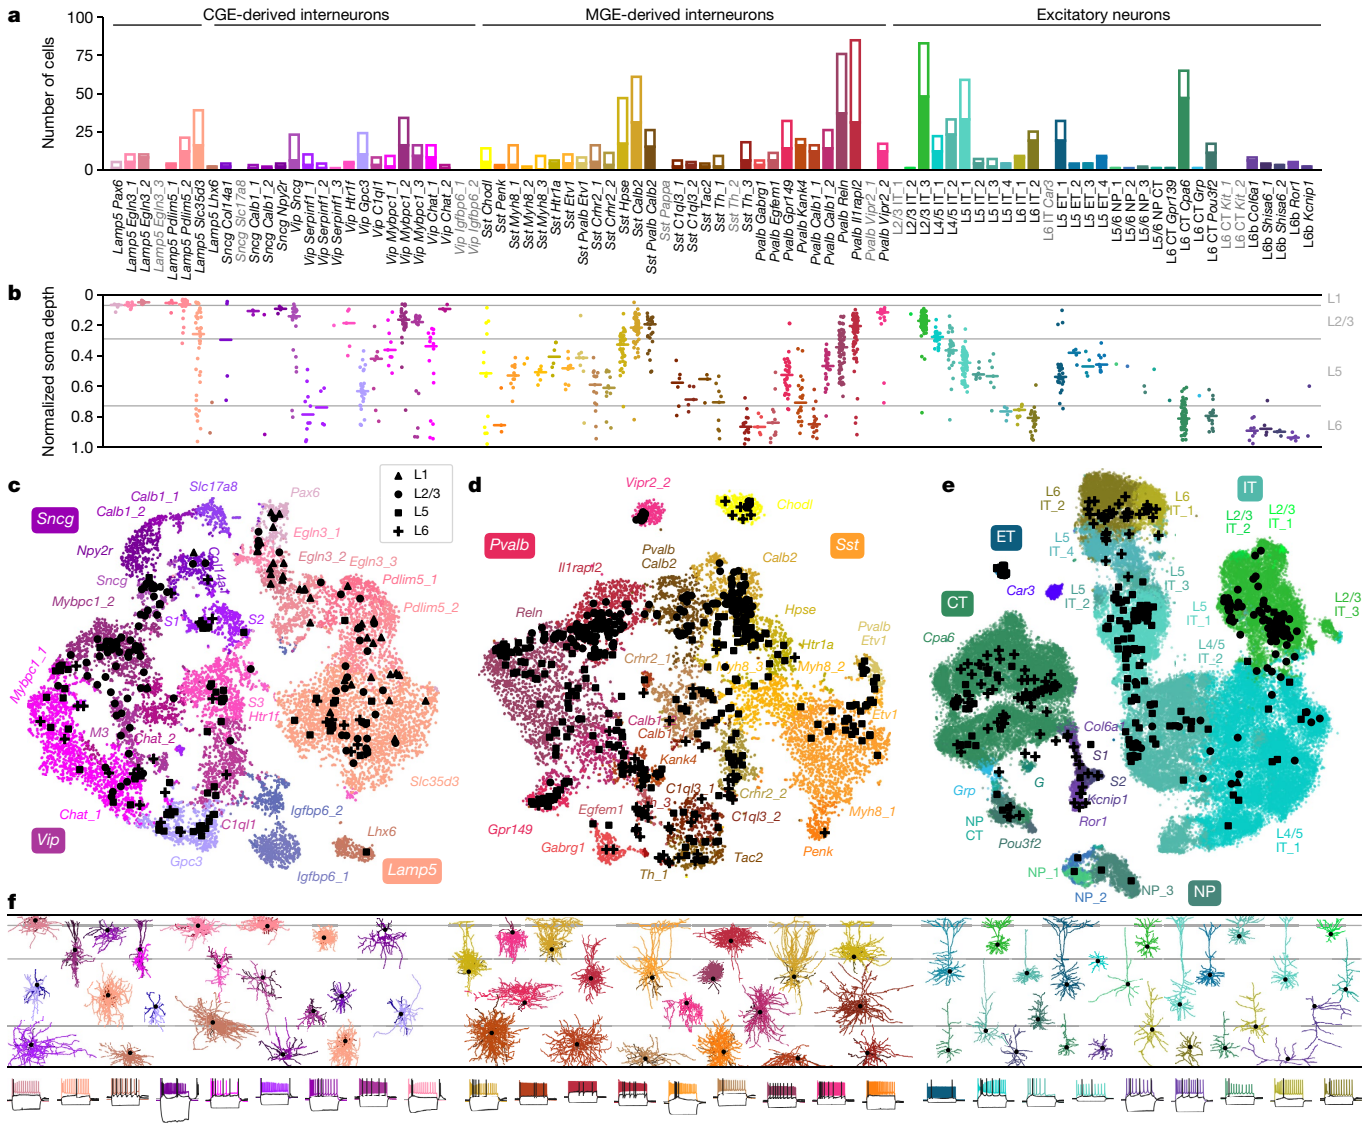 a
CGE-derived interneurons
MGE-derived interneurons
Excitatory neurons
Number of cells
100
75
50
25
0
Lamp5 Pax6
Lamp5 Egln3_1
Lamp5 Egln3_2
Lamp5 Egln3_3
Lamp5 Pdlim5_1
Lamp5 Pdlim5_2
Lamp5 Slc35d3
Lamp5 Lhx6
Sncg Col14a1
Sncg Slc17a8
Sncg Calb1_1
Sncg Calb1_2
Sncg Npy2r
Vip Sncg
Vip Serpinf1_1
Vip Serpinf1_2
Vip Serpinf1_3
Vip Htr1f
Vip Gpc3
Vip C1ql1
Vip Mybpc1_1
Vip Mybpc1_2
Vip Mybpc1_3
Vip Chat_1
Vip Chat_2
Vip Igfbp6_1
Vip Igfbp6_2
Sst Chodl
Sst Penk
Sst Myh8_1
Sst Myh8_2
Sst Myh8_3
Sst Htr1a
Sst Etv1
Sst Pvalb Etv1
Sst Crhr2_1
Sst Crhr2_2
Sst Hpse
Sst Calb2
Sst Pvalb Calb2
Sst Pappa
Sst C1ql3_1
Sst C1ql3_2
Sst Tac2
Sst Th_1
Sst Th_2
Sst Th_3
Pvalb Gabrg1
Pvalb Egfem1
Pvalb Gpr149
Pvalb Kank4
Pvalb Calb1_1
Pvalb Calb1_2
Pvalb Reln
Pvalb Il1rapl2
Pvalb Vipr2_1
Pvalb Vipr2_2
L2/3 IT_1
L2/3 IT_2
L2/3 IT_3
L4/5 IT_1
L4/5 IT_2
L5 IT_1
L5 IT_2
L5 IT_3
L5 IT_4
L6 IT_1
L6 IT_2
L6 IT Car3
L5 ET_1
L5 ET_2
L5 ET_3
L5 ET_4
L5/6 NP_1
L5/6 NP_2
L5/6 NP_3
L5/6 NP CT
L6 CT Gpr139
L6 CT Cpa6
L6 CT Grp
L6 CT Pou3f2
L6 CT Kit_1
L6 CT Kit_2
L6b Col6a1
L6b Shisa6_1
L6b Shisa6_2
L6b Ror1
L6b Kcnip1
b
Normalized soma depth
0
0.2
0.4
0.6
0.8
1.0
L1
L2/3
L5
L6
c
L1
L2/3
L5
L6
Sncg
Calb1_1
Calb1_2
Slc17a8
Pax6
Egln3_1
Egln3_2
Egln3_3
Npy2r
Col14a1
Sncg
Pdlim5_1
Pdlim5_2
Mybpc1_2
S1
S2
Mybpc1_1
S3
Htr1f
M3
Chat_2
Slc35d3
Chat_1
C1ql1
Igfbp6_2
Lhx6
Vip
Gpc3
Igfbp6_1
Lamp5
d
Vipr2_2
Chodl
Pvalb
Pvalb
Calb2
Sst
Calb2
Il1rapl2
Reln
Hpse
Htr1a
Pvalb
Etv1
Crhr2_1
Myh8_3
Myh8_2
Etv1
Calb1
Calb1
Kank4
C1ql3_1
Th_3
Crhr2_2
Egfem1
C1ql3_2
Myh8_1
Gpr149
Gabrg1
Tac2
Penk
Th_1
e
L6
IT_2
L6
IT_1
IT
L2/3
IT_2
L2/3
IT_1
ET
L5
IT_4
L5
IT_3
Car3
L5
IT_2
L5
IT_1
L2/3
IT_3
CT
Cpa6
L4/5
IT_2
Col6a
S1
S2
G
Grp
Kcnip1
Ror1
NP
CT
Pou3f2
L4/5
IT_1
NP_1
NP_2
NP_3
NP
f